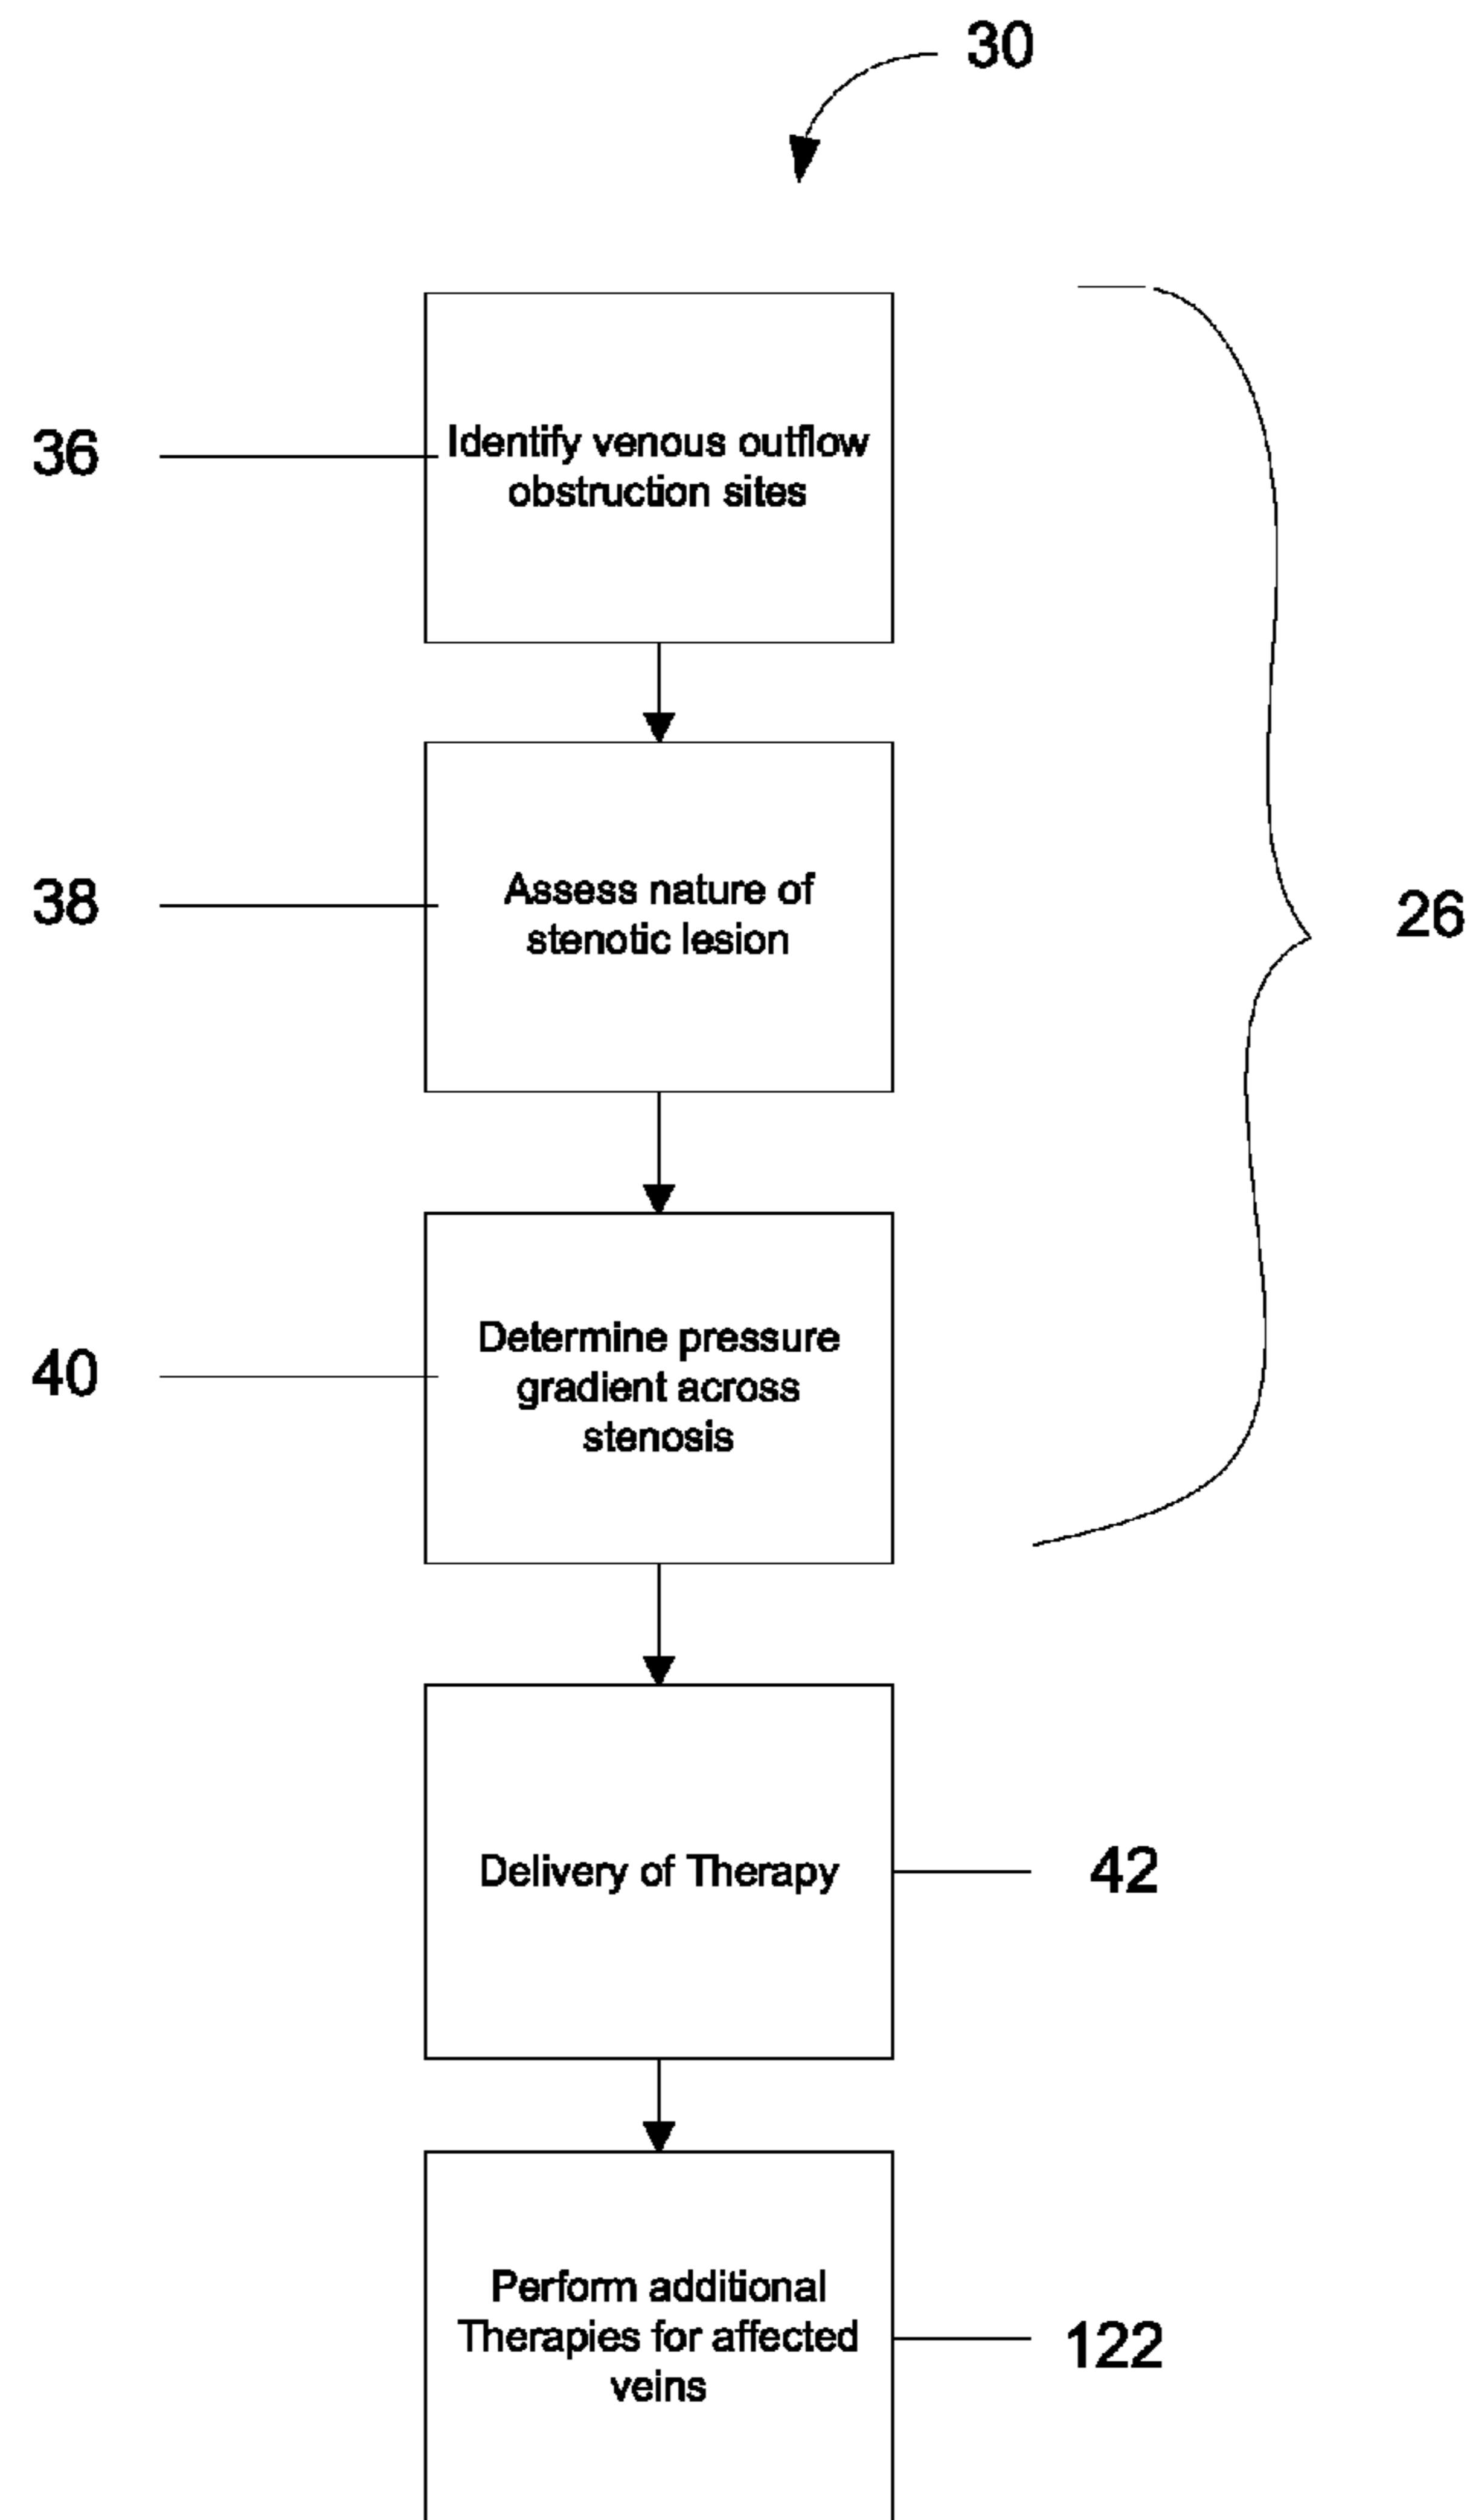 30
36
Identify venous outflow
obstruction sites
38
Assess nature of
stenotic lesion
26
40
Determine pressure
gradient across
stenosis
Delivery of Therapy
42
Perform additional
Therapies for affected
veins
122